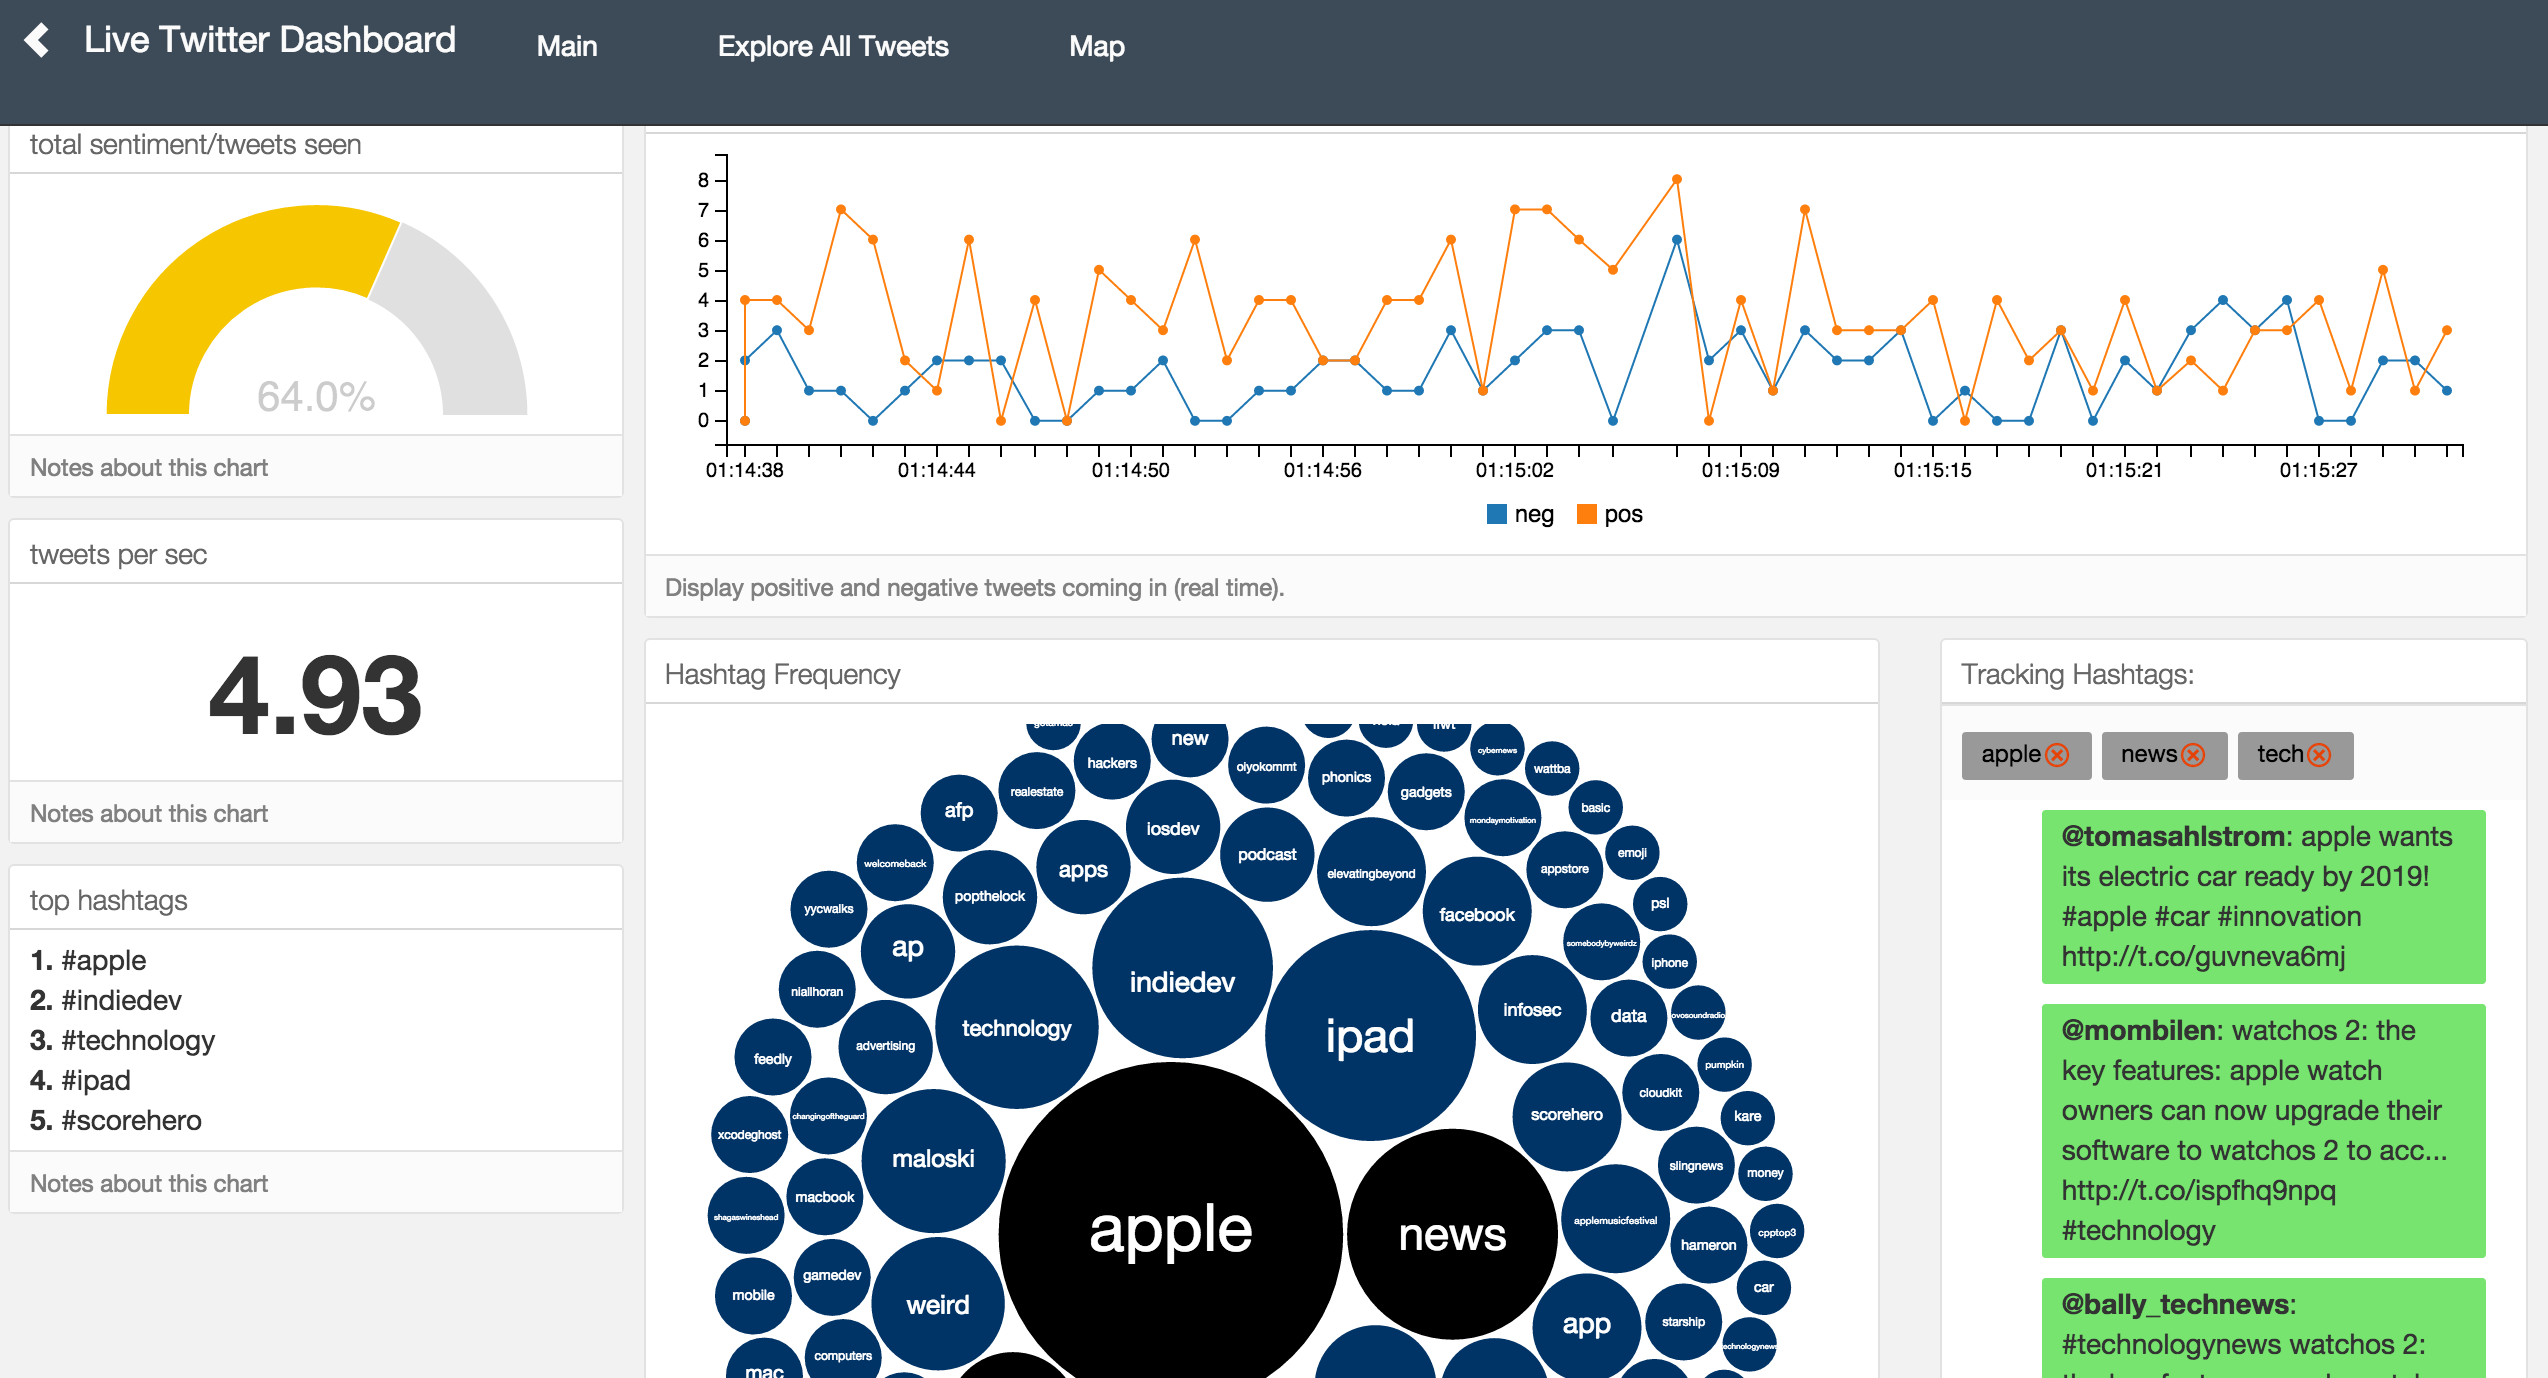 Live Twitter Dashboard
Main
Explore All Tweets
Map
total sentiment/tweets seen
64.0%
Notes about this chart
tweets per sec
4.93
Notes about this chart
top hashtags
1. #apple
2. #indiedev
3. #technology
4. #ipad
5. #scorehero
Notes about this chart
8
7
6
5
4
3
2
1
0
01:14:38 01:14:44 01:14:50 01:14:56 01:15:02 01:15:09 01:15:15 01:15:21 01:15:27
neg pos
Display positive and negative tweets coming in (real time).
Hashtag Frequency
new
hackers
oiyokommt
phonics
cybernews
wattba
realestate
gadgets
basic
afp
iosdev
mondaymotivation
podcast
emoji
welcomeback
apps
elevatingbeyond
appstore
popthelock
psl
yycwalks
facebook
ap
somebodybyweirdz
iphone
indiedev
niallhoran
infosec
data
ovosoundradio
technology
ipad
advertising
feedly
pumpkin
cloudkit
changingoftheguard
scorehero
kare
xcodeghost
maloski
slingnews
money
macbook
shagaswineshead
apple
news
applemusicfestival
cpptop3
hameron
gamedev
car
mobile
weird
app
starship
computers
mac
Tracking Hashtags:
apple
news
tech
@tomasahlstrom: apple wants
its electric car ready by 2019!
#apple #car #innovation
http://t.co/guvneva6mj
@mombilen: watchos 2: the
key features: apple watch
owners can now upgrade their
software to watchos 2 to acc...
http://t.co/ispfhq9npq
#technology
@bally_technews:
#technologynews watchos 2: